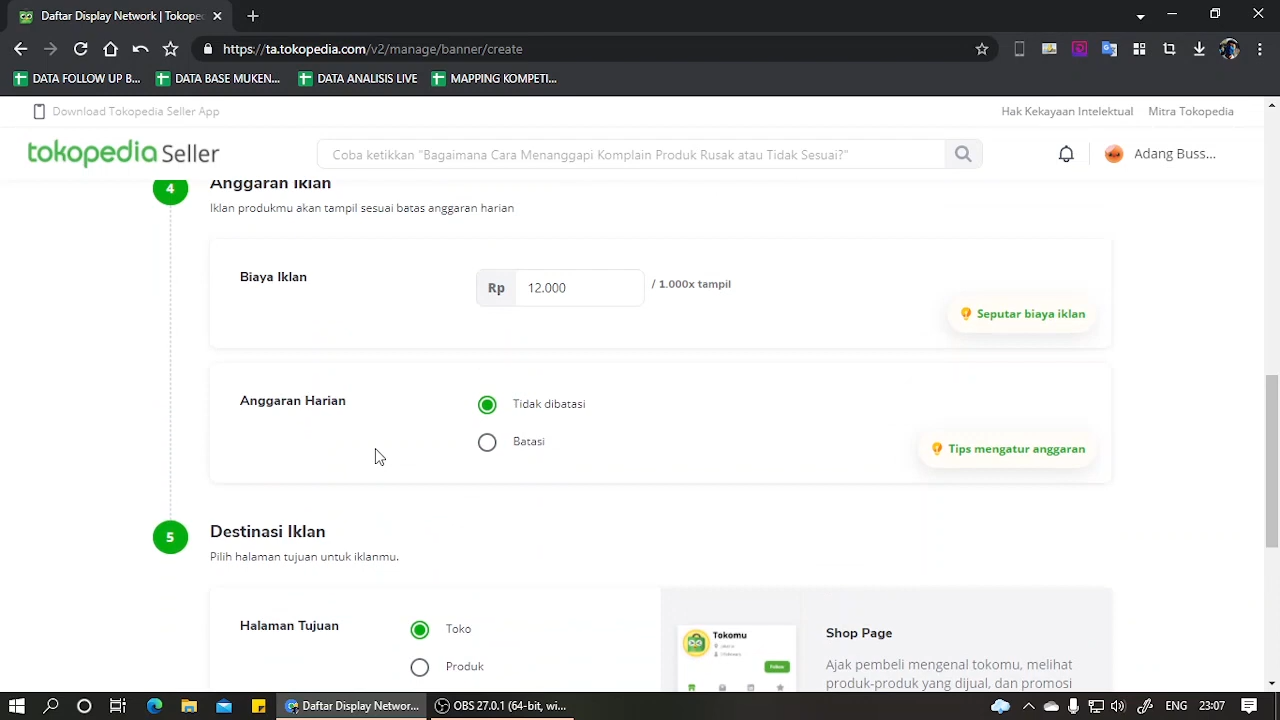 Daftar Display Network | Topec
https://ta.tokopedia.com/v2/manage/banner/create
DATA FOLLOW UP B...
DATA BASE MUKEN...
DATA ANALISIS LIVE
MAPPING KOMPETI...
Download Tokopedia Seller App
Hak Kekayaan Intelektual
Mitra Tokopedia
tokopedia Seller
Coba ketikkan "Bagaimana Cara Menanggapi Komplain Produk Rusak atau Tidak Sesuai?"
Adang Buss...
4
Anggaran Iklan
Iklan produkmu akan tampil sesuai batas anggaran harian
Biaya Iklan
Rp
12.000
/ 1.000x tampil
Seputar biaya iklan
Anggaran Harian
Tidak dibatasi
Batasi
Tips mengatur anggaran
5
Destinasi Iklan
Pilih halaman tujuan untuk iklanmu.
Halaman Tujuan
Toko
Produk
Tokomu
Follow
Shop Page
Ajak pembeli mengenal tokomu, melihat
produk-produk yang dijual, dan promosi
Daftar Display Networ...
OBS 27.0.1 (64-bit, wi...
ENG
23:07